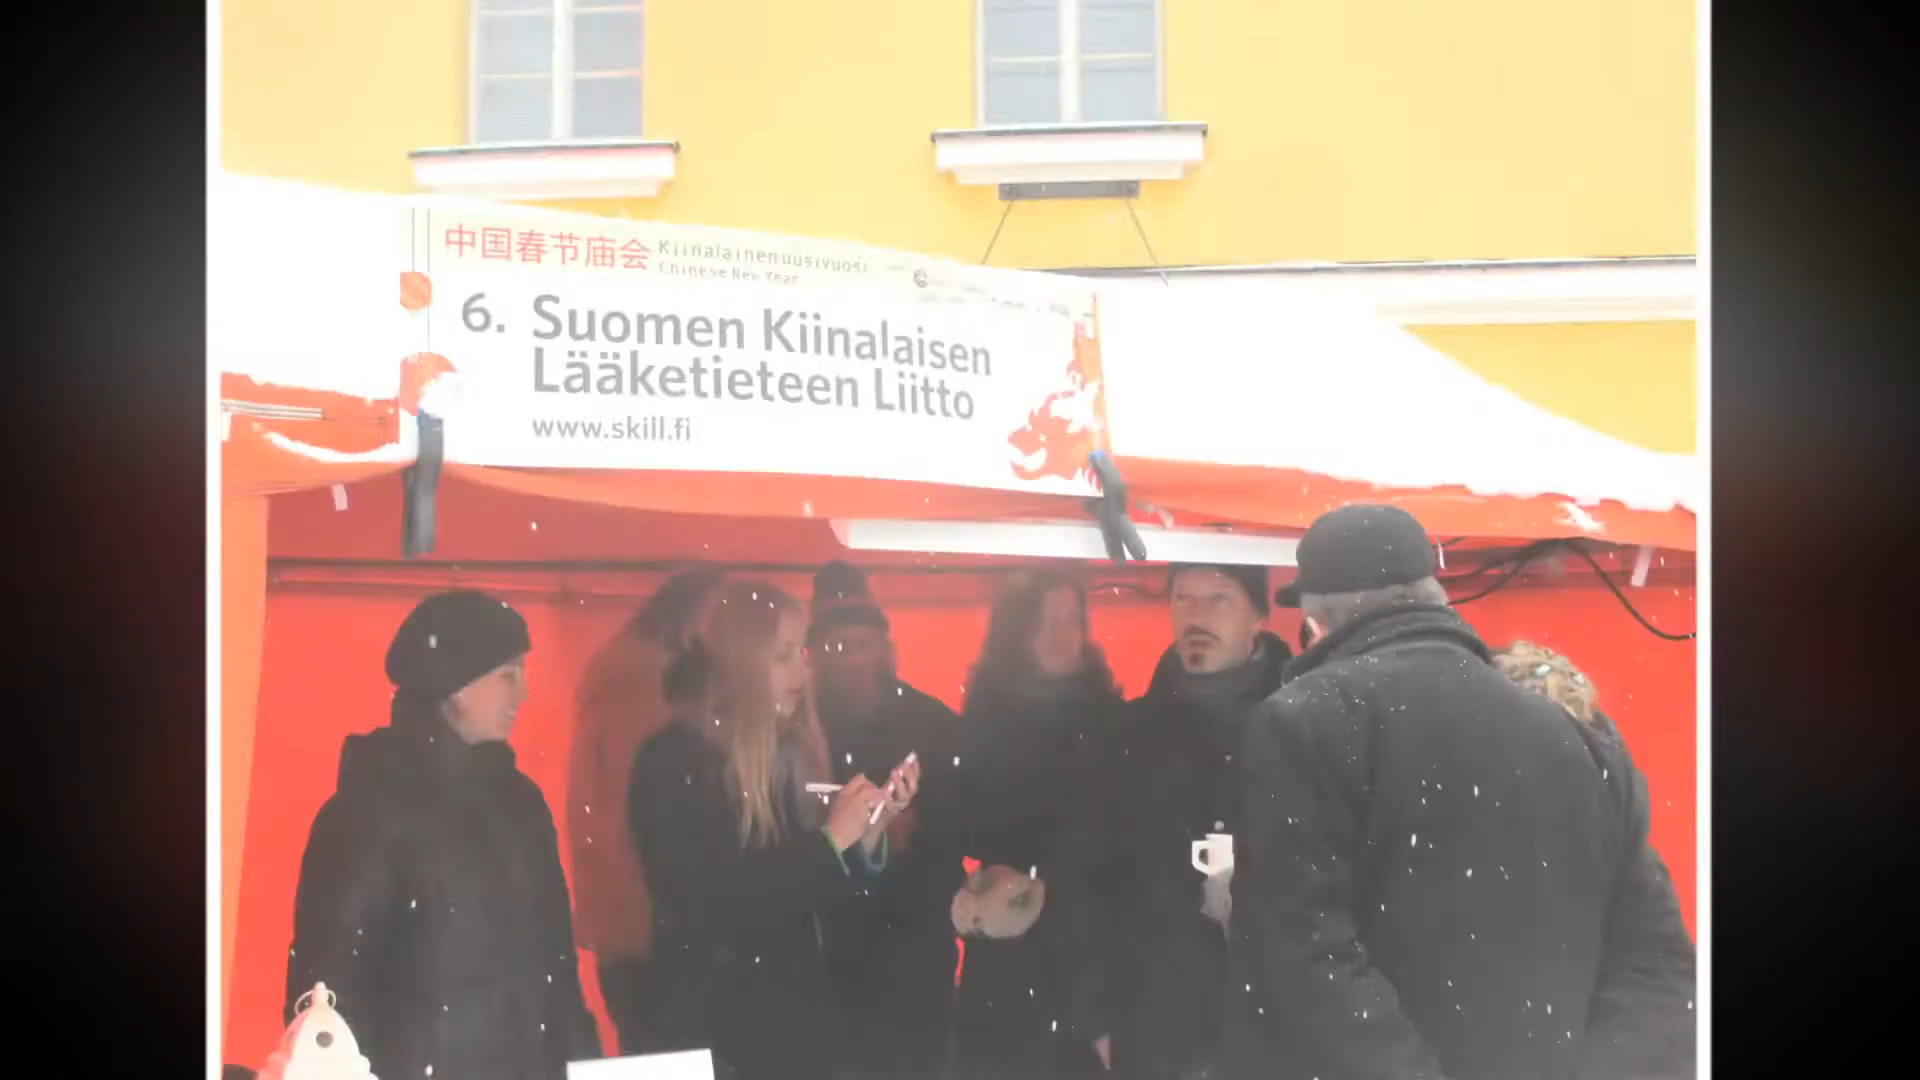 中国春节庙会 Kiinalainen uusivuosi
Chinese New Year
6. Suomen Kiinalaisen
Lääketieteen Liitto
www.skill.fi